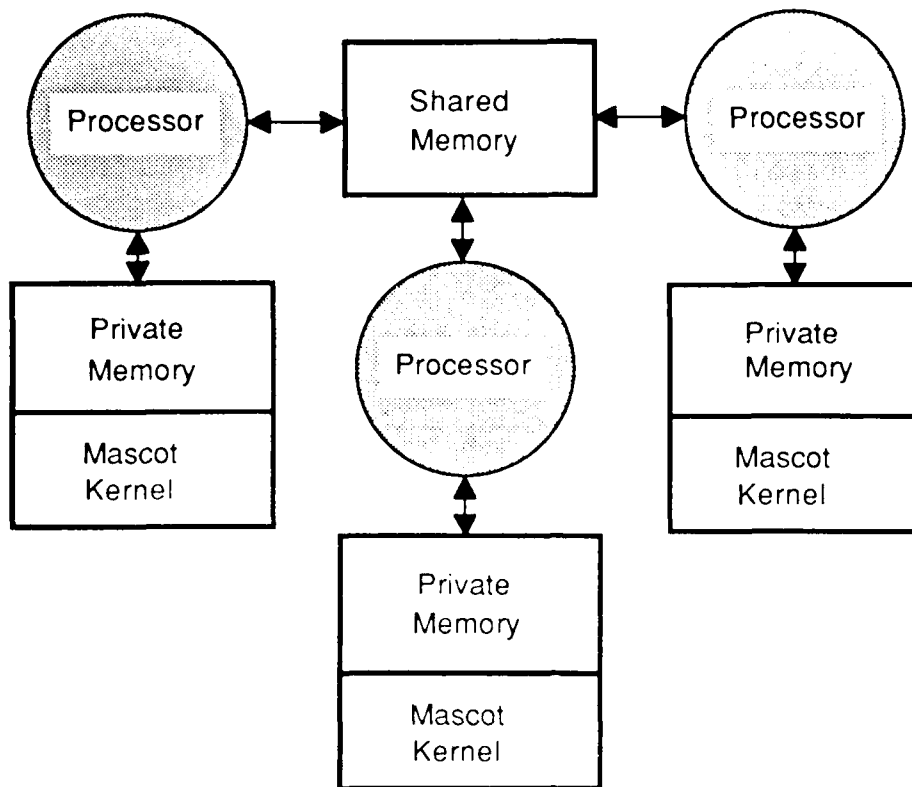 Processor
Shared
Memory
Processor
Private
Memory
Mascot
Kernel
Processor
Private
Memory
Mascot
Kernel
Private
Memory
Mascot
Kernel